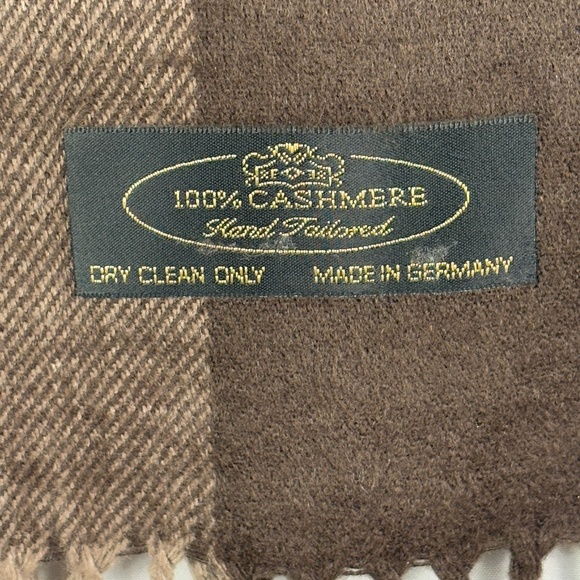 100% CASHMERE
Hand Tailored
DRY CLEAN ONLY MADE IN GERMANY